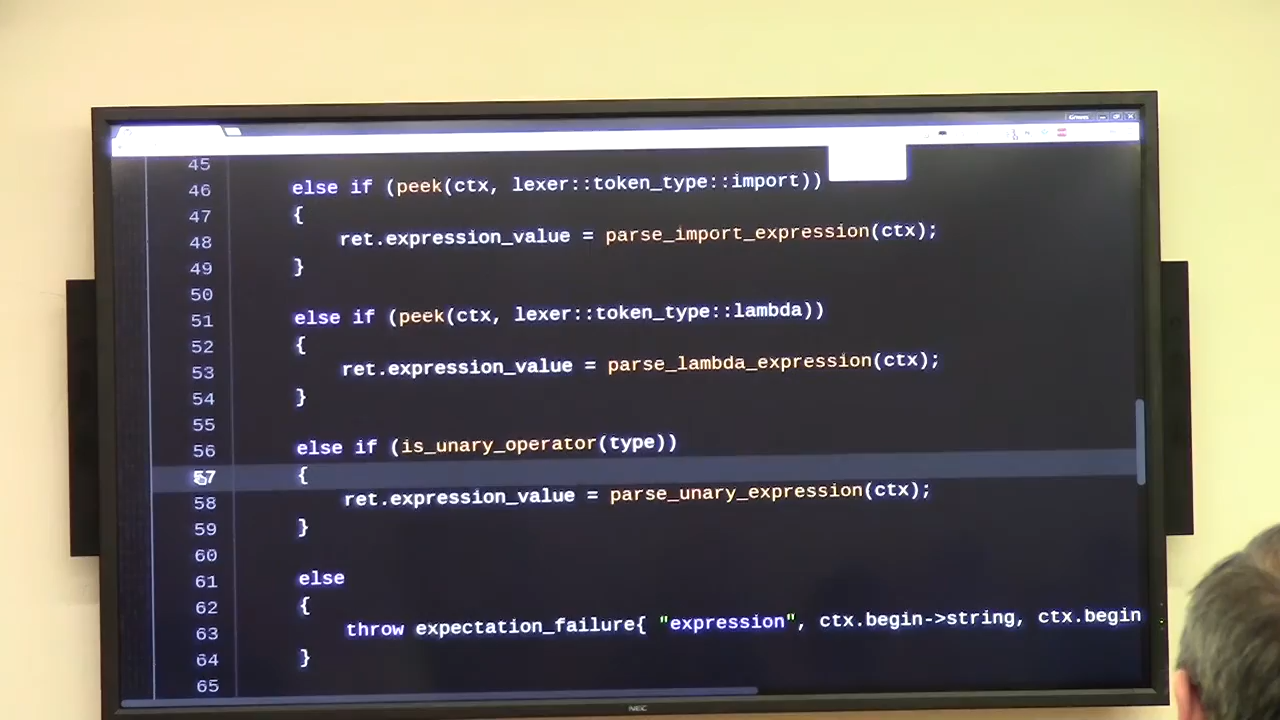 45
46 else if (peek(ctx, lexer::token_type::import))
47 {
48 ret.expression_value = parse_import_expression(ctx);
49 }
50
51 else if (peek(ctx, lexer::token_type::lambda))
52 {
53 ret.expression_value = parse_lambda_expression(ctx);
54 }
55
56 else if (is_unary_operator(type))
57 {
58 ret.expression_value = parse_unary_expression(ctx);
59 }
60
61 else
62 {
63 throw expectation_failure{ "expression", ctx.begin->string, ctx.begin
64 }
65
NEC